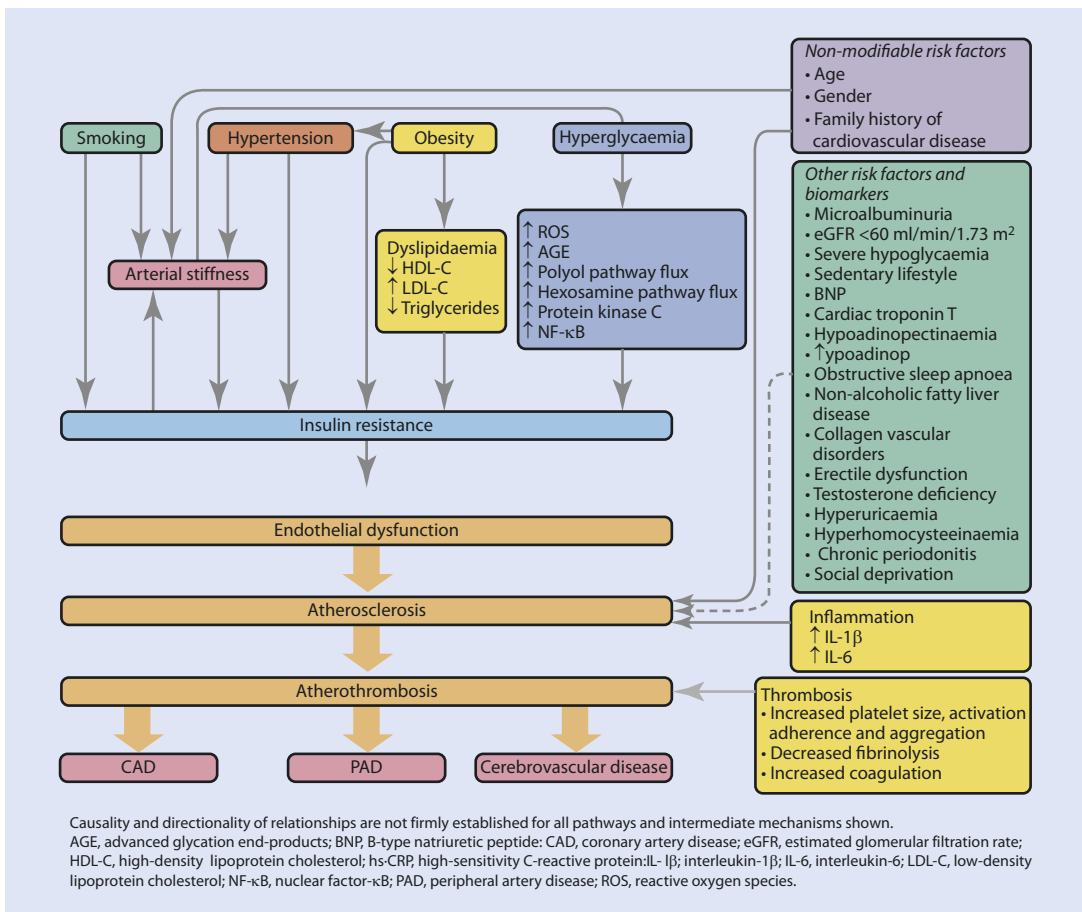 Non-modifiable risk factors
• Age
• Gender
• Family history of
cardiovascular disease
Smoking
Hypertension
Obesity
Hyperglycaemia
Other risk factors and
biomarkers
• Microalbuminuria
• eGFR <60 ml/min/1.73 m²
• Severe hypoglycaemia
• Sedentary lifestyle
• BNP
• Cardiac troponin T
• Hypoadinopectinaemia
• ↑ypoadinop
• Obstructive sleep apnoea
• Non-alcoholic fatty liver
disease
• Collagen vascular
disorders
• Erectile dysfunction
• Testosterone deficiency
• Hyperuricaemia
• Hyperhomocysteeinaemia
• Chronic periodonitis
• Social deprivation
Arterial stiffness
Dyslipidaemia
↓ HDL-C
↑ LDL-C
↓ Triglycerides
↑ ROS
↑ AGE
↑ Polyol pathway flux
↑ Hexosamine pathway flux
↑ Protein kinase C
↑ NF-κB
Insulin resistance
Endothelial dysfunction
Atherosclerosis
Inflammation
↑ IL-1β
↑ IL-6
Atherothrombosis
Thrombosis
• Increased platelet size, activation
adherence and aggregation
• Decreased fibrinolysis
• Increased coagulation
CAD
PAD
Cerebrovascular disease
Causality and directionality of relationships are not firmly established for all pathways and intermediate mechanisms shown.
AGE, advanced glycation end-products; BNP, B-type natriuretic peptide: CAD, coronary artery disease; eGFR, estimated glomerular filtration rate;
HDL-C, high-density lipoprotein cholesterol; hs-CRP, high-sensitivity C-reactive protein:IL- lβ; interleukin-1β; IL-6, interleukin-6; LDL-C, low-density
lipoprotein cholesterol; NF-κB, nuclear factor-κB; PAD, peripheral artery disease; ROS, reactive oxygen species.